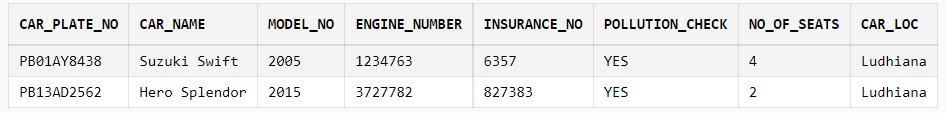 CAR_PLATE_NO CAR_NAME MODEL_NO ENGINE_NUMBER INSURANCE_NO POLLUTION_CHECK NO_OF_SEATS CAR_LOC
PB01AY8438 Suzuki Swift 2005 1234763 6357 YES 4 Ludhiana
PB13AD2562 Hero Splendor 2015 3727782 827383 YES 2 Ludhiana